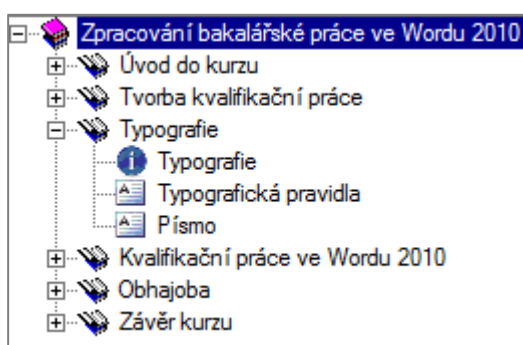 Zpracování bakalářské práce ve Wordu 2010
Úvod do kurzu
Tvorba kvalifikační práce
Typografie
Typografie
Typografická pravidla
Písmo
Kvalifikační práce ve Wordu 2010
Obhajoba
Závěr kurzu